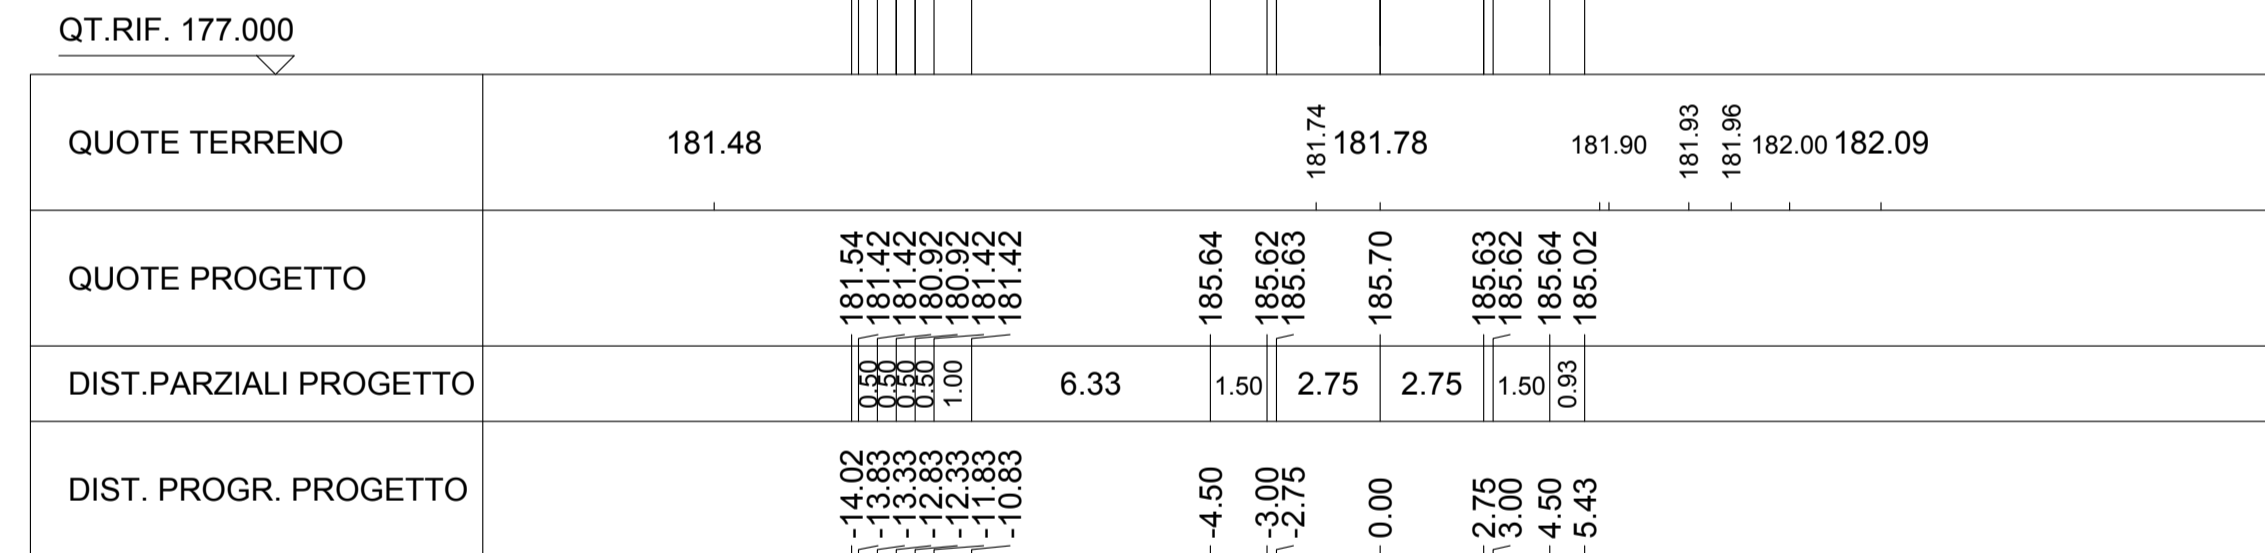 QT.RIF. 177.000
QUOTE TERRENO 181.48 181.74 181.78 181.90 181.93 181.96 182.00 182.09
QUOTE PROGETTO 181.54 181.42 181.42 180.92 180.92 181.42 181.42 185.64 185.62 185.63 185.70 185.63 185.62 185.64 185.02
DIST.PARZIALI PROGETTO 0.50 0.50 0.50 0.50 1.00 6.33 1.50 2.75 2.75 1.50 0.93
DIST. PROGR. PROGETTO -14.02 -13.83 -13.33 -12.83 -12.33 -11.83 -10.83 -4.50 -3.00 -2.75 0.00 2.75 3.00 4.50 5.43